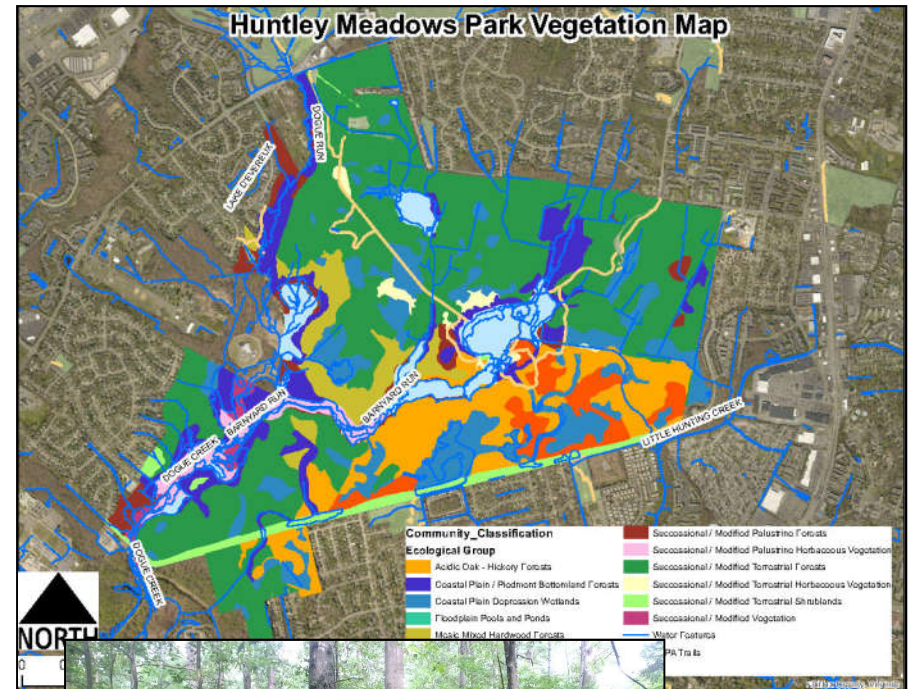 Huntley Meadows Park Vegetation Map
DOGUE RUN
LAKE D'EVEREUX
BARNYARD RUN
BARNYARD RUN
DOGUE CREEK
LITTLE HUNTING CREEK
DOGUE CREEK
Community_Classification
Ecological Group
Acidic Oak - Hickory Forests
Coastal Plain / Piedmont Bottomland Forests
Coastal Plain Depression Wetlands
Floodplain Pools and Ponds
Mesic Mixed Hardwood Forests
Successional / Modified Palustrine Forests
Successional / Modified Palustrine Herbaceous Vegetation
Successional / Modified Terrestrial Forests
Successional / Modified Terrestrial Herbaceous Vegetation
Successional / Modified Terrestrial Shrublands
Successional / Modified Vegetation
Water Features
PA Trails
NORTH
0